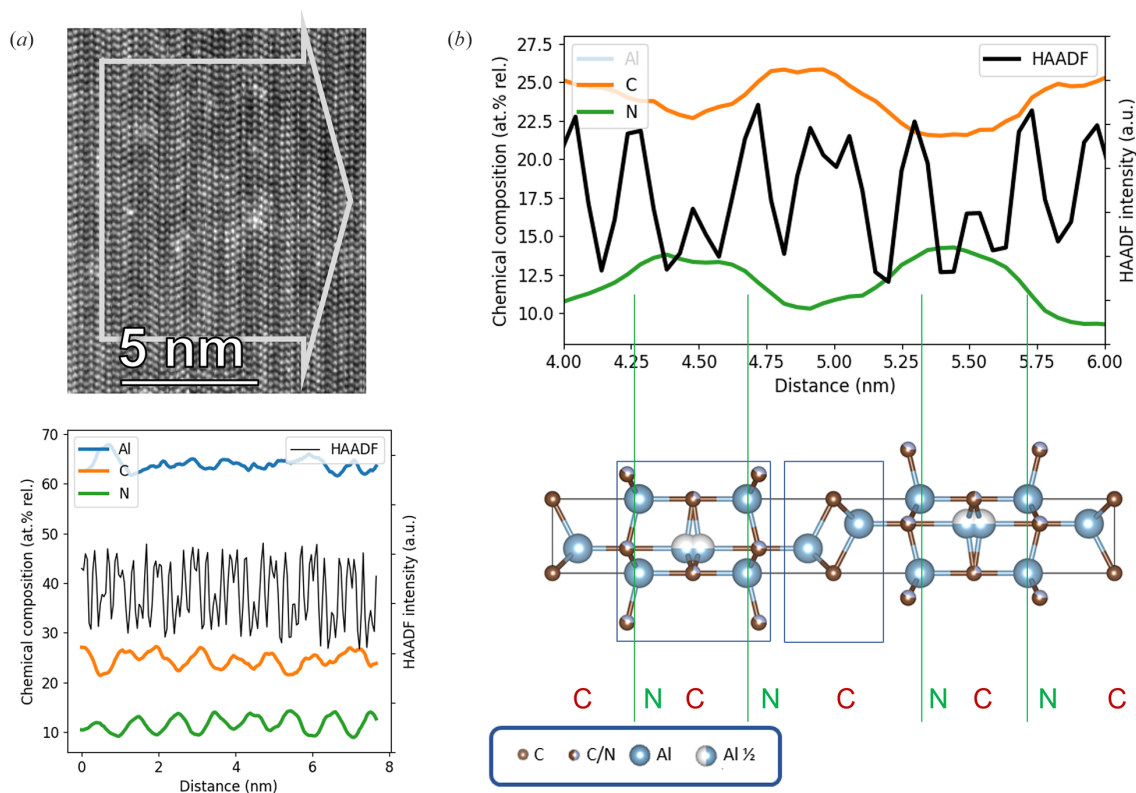 (a)
5 nm
70
60
50
40
30
20
10
0
2
4
6
8
Al
C
N
HAADF
Chemical composition (at.% rel.)
HAADF intensity (a.u.)
Distance (nm)
(b)
27.5
25.0
22.5
20.0
17.5
15.0
12.5
10.0
4.00
4.25
4.50
4.75
5.00
5.25
5.50
5.75
6.00
Al
C
N
HAADF
Chemical composition (at.% rel.)
HAADF intensity (a.u.)
Distance (nm)
C N C N C N C N C
C C/N Al Al ½